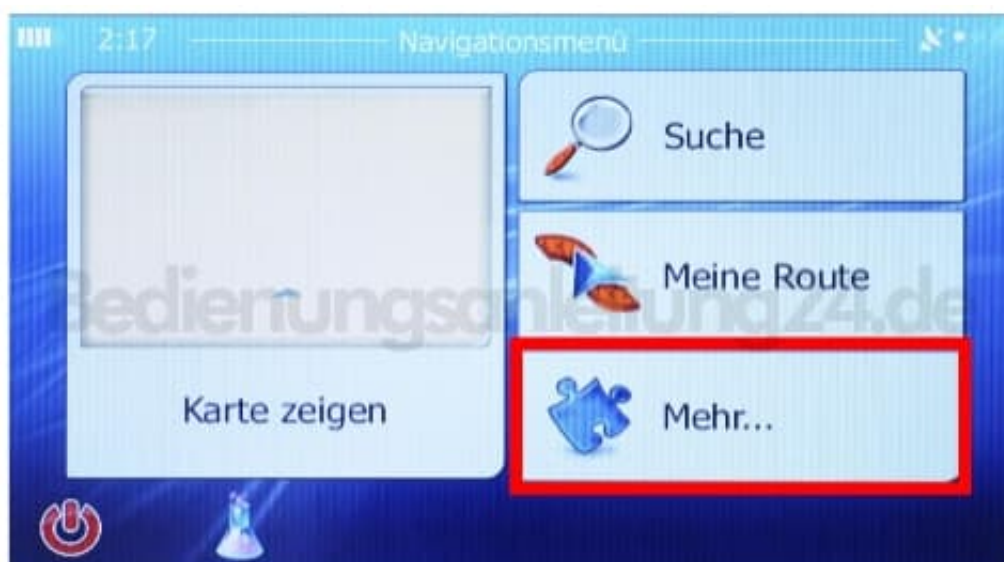 2:17 Navigationsmenü
Suche
Meine Route
Bedienungsanleitung24.de
Karte zeigen
Mehr...